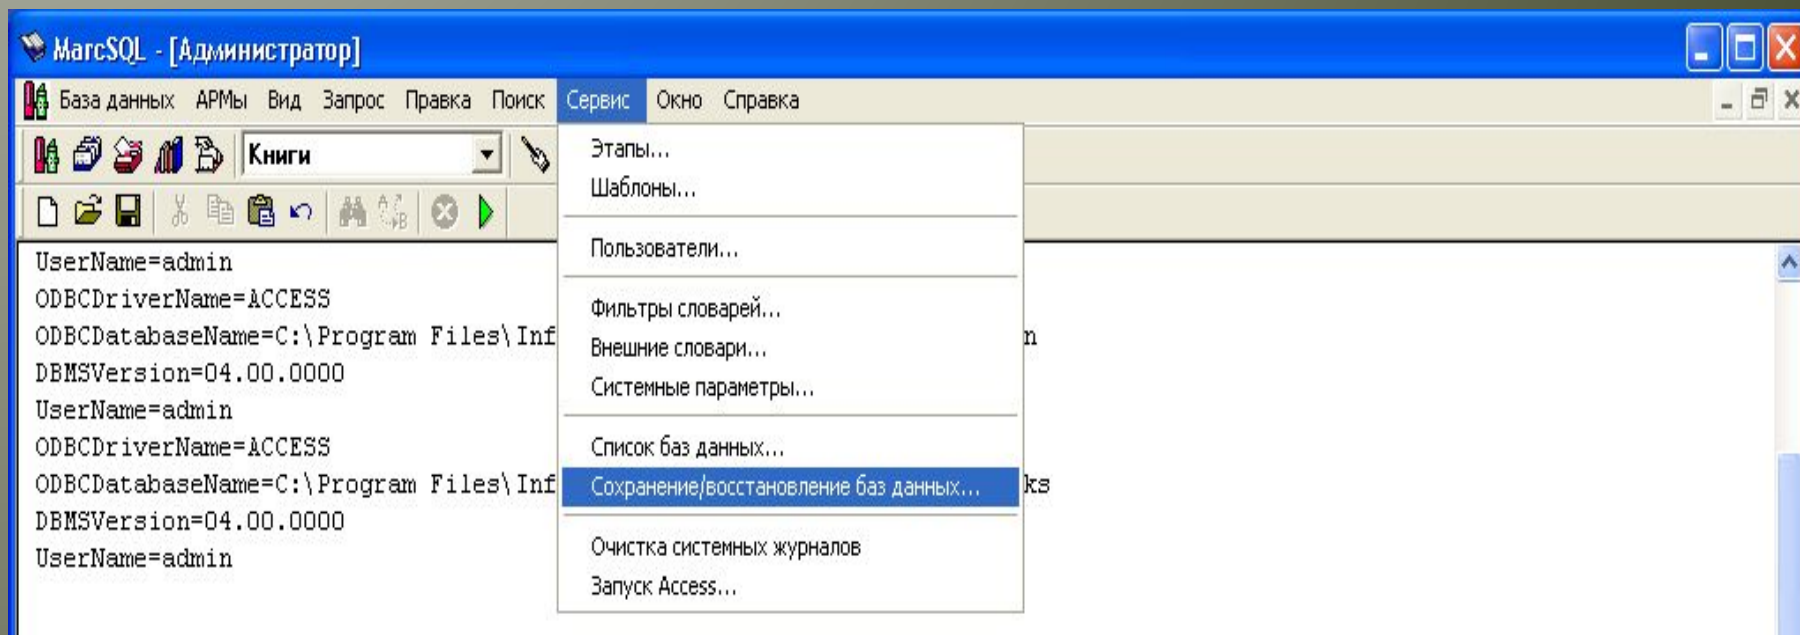 MarcSQL - [Администратор]
База данных АРМы Вид Запрос Правка Поиск Сервис Окно Справка
Книги
Этапы...
Шаблоны...
Пользователи...
Фильтры словарей...
Внешние словари...
Системные параметры...
Список баз данных...
Сохранение/восстановление баз данных...
Очистка системных журналов
Запуск Access...
UserName=admin
ODBCDriverName=ACCESS
ODBCDatabaseName=C:\Program Files\Inf n
DBMSVersion=04.00.0000
UserName=admin
ODBCDriverName=ACCESS
ODBCDatabaseName=C:\Program Files\Inf ks
DBMSVersion=04.00.0000
UserName=admin